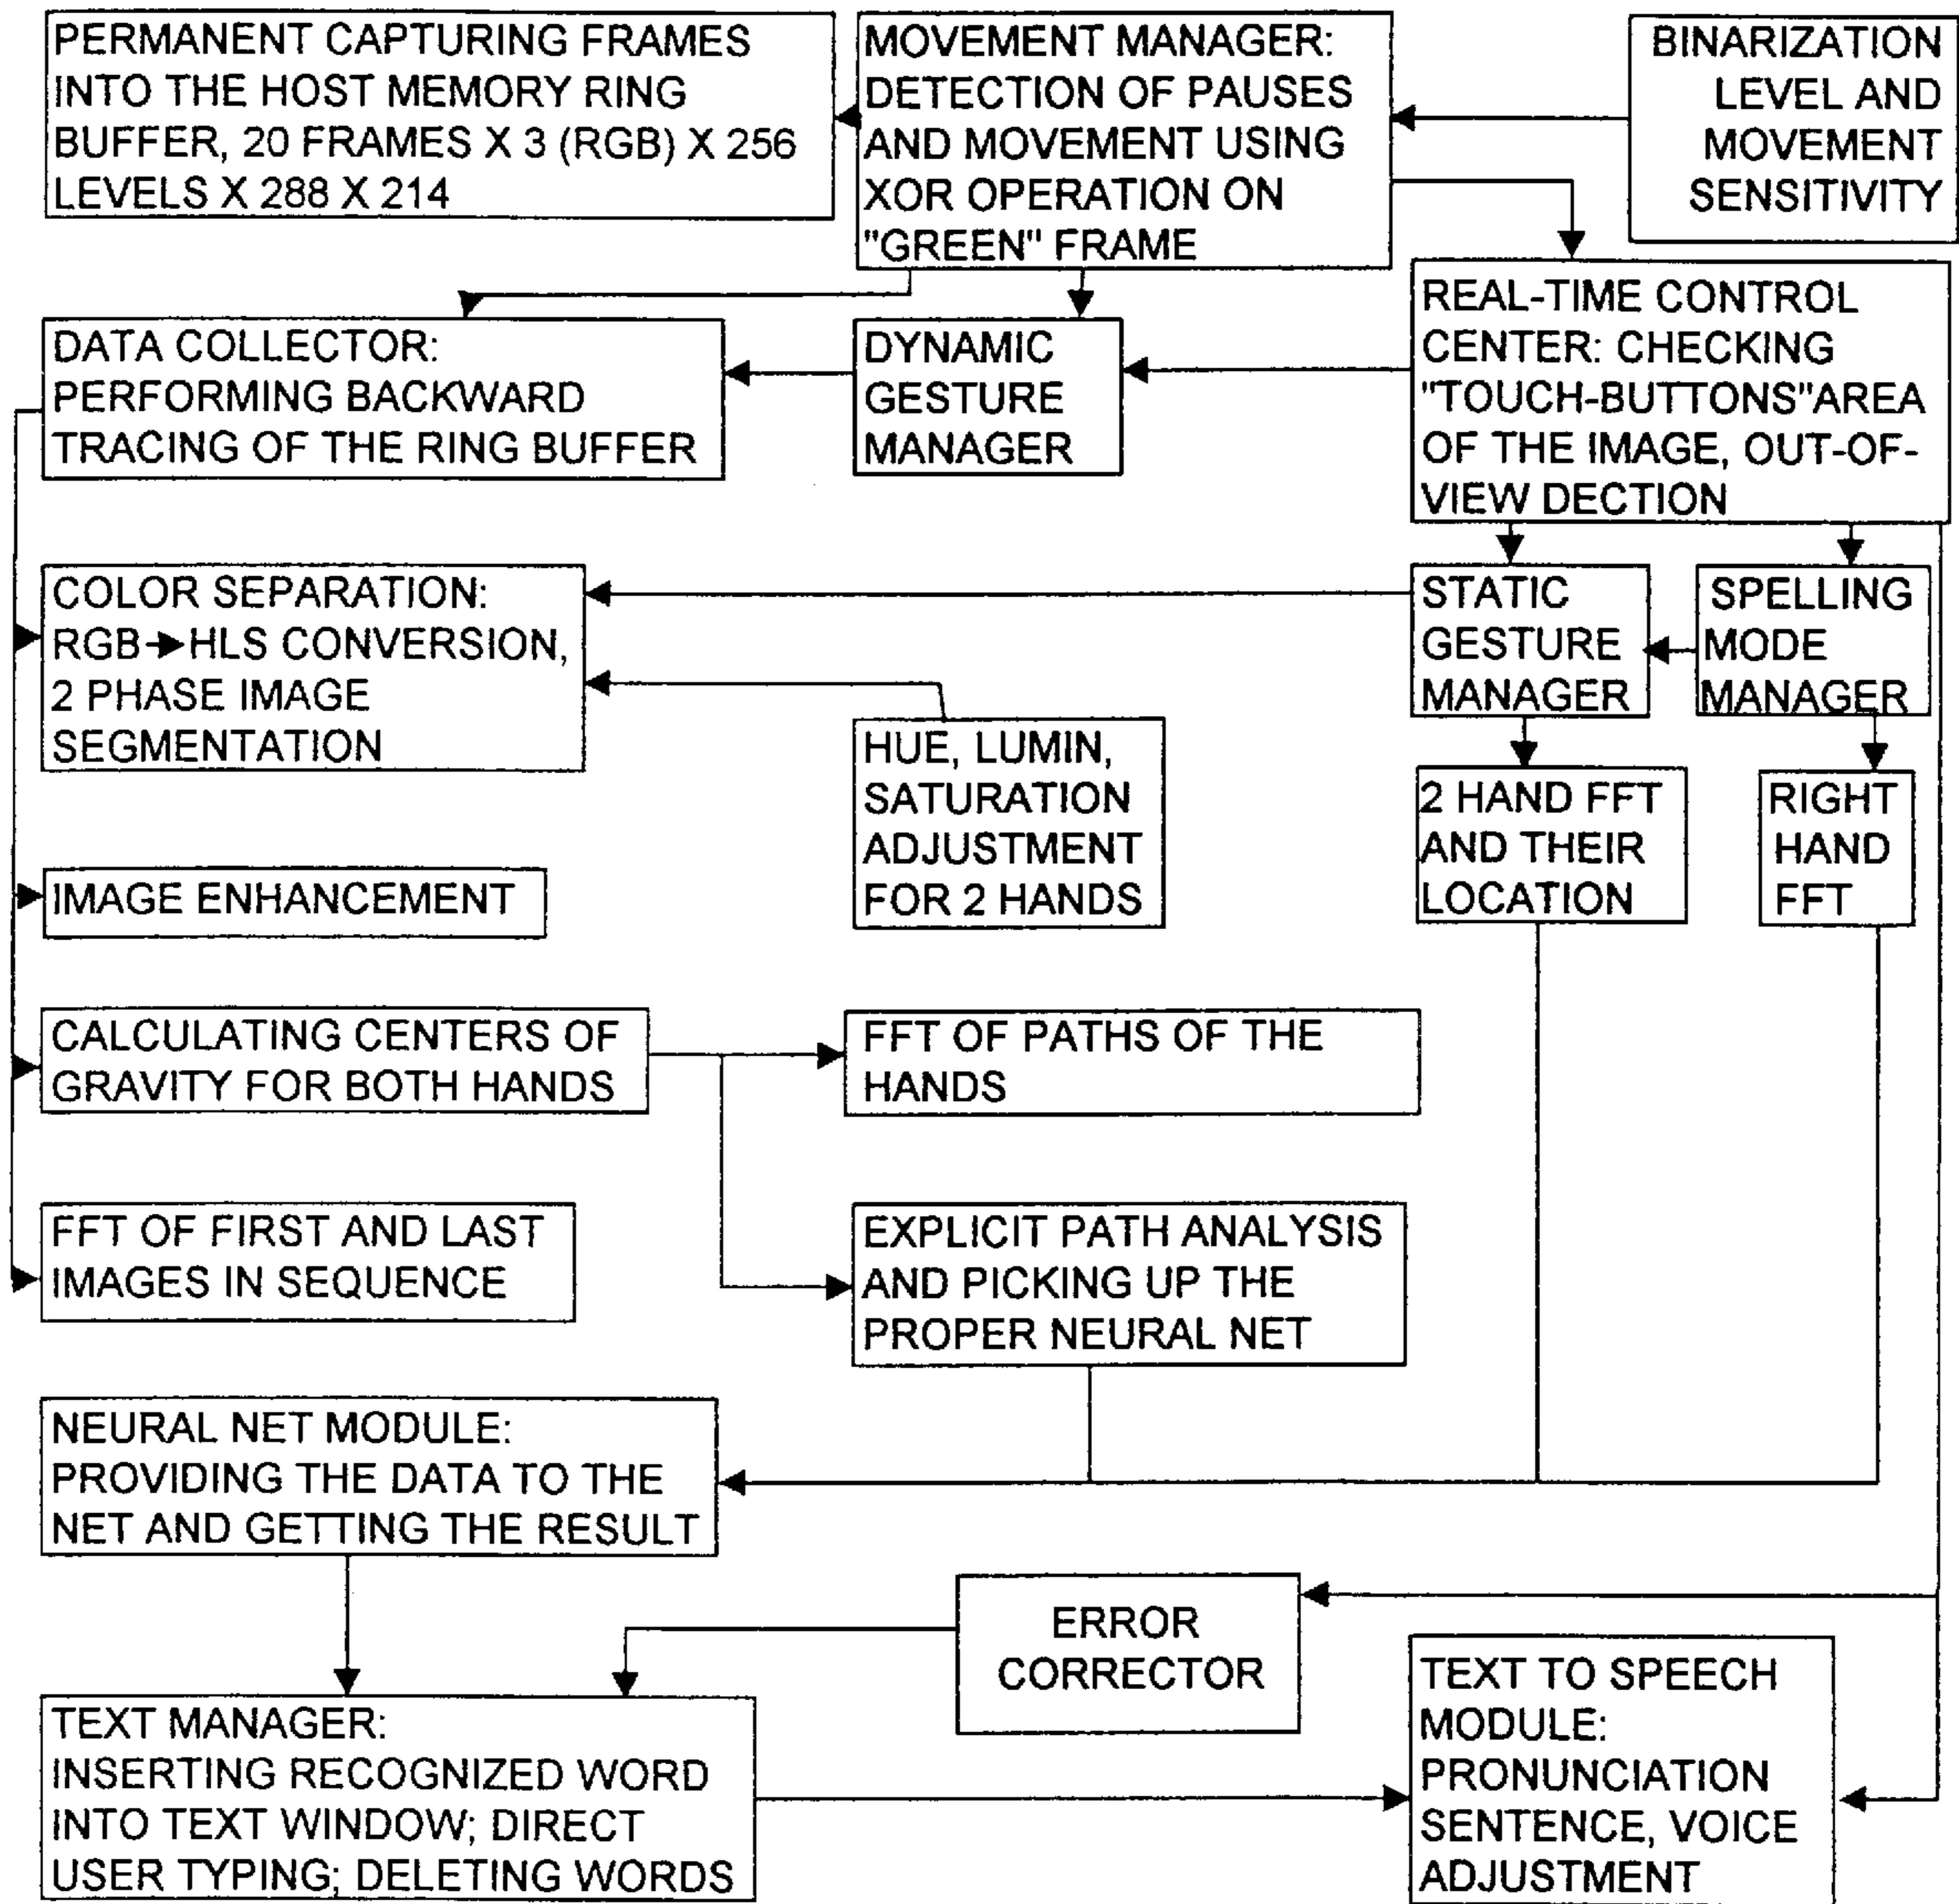 PERMANENT CAPTURING FRAMES
INTO THE HOST MEMORY RING
BUFFER, 20 FRAMES X 3 (RGB) X 256
LEVELS X 288 X 214
MOVEMENT MANAGER:
DETECTION OF PAUSES
AND MOVEMENT USING
XOR OPERATION ON
"GREEN" FRAME
BINARIZATION
LEVEL AND
MOVEMENT
SENSITIVITY
DATA COLLECTOR:
PERFORMING BACKWARD
TRACING OF THE RING BUFFER
DYNAMIC
GESTURE
MANAGER
REAL-TIME CONTROL
CENTER: CHECKING
"TOUCH-BUTTONS"AREA
OF THE IMAGE, OUT-OF-
VIEW DECTION
COLOR SEPARATION:
RGB→HLS CONVERSION,
2 PHASE IMAGE
SEGMENTATION
STATIC
GESTURE
MANAGER
SPELLING
MODE
MANAGER
HUE, LUMIN,
SATURATION
ADJUSTMENT
FOR 2 HANDS
2 HAND FFT
AND THEIR
LOCATION
RIGHT
HAND
FFT
IMAGE ENHANCEMENT
CALCULATING CENTERS OF
GRAVITY FOR BOTH HANDS
FFT OF PATHS OF THE
HANDS
FFT OF FIRST AND LAST
IMAGES IN SEQUENCE
EXPLICIT PATH ANALYSIS
AND PICKING UP THE
PROPER NEURAL NET
NEURAL NET MODULE:
PROVIDING THE DATA TO THE
NET AND GETTING THE RESULT
ERROR
CORRECTOR
TEXT MANAGER:
INSERTING RECOGNIZED WORD
INTO TEXT WINDOW; DIRECT
USER TYPING; DELETING WORDS
TEXT TO SPEECH
MODULE:
PRONUNCIATION
SENTENCE, VOICE
ADJUSTMENT